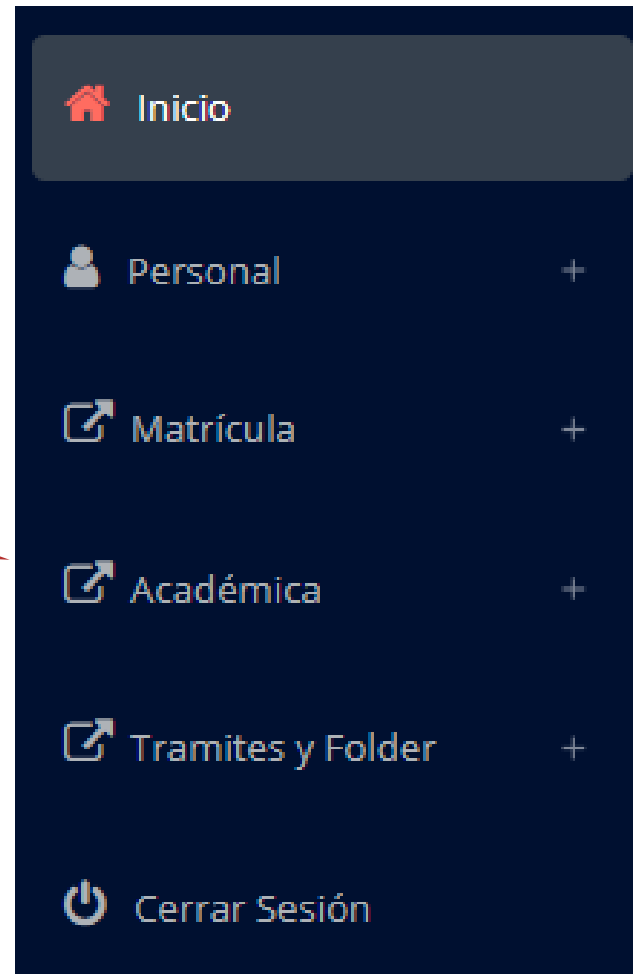 Inicio
Personal +
Matrícula +
Académica +
Tramites y Folder +
Cerrar Sesión